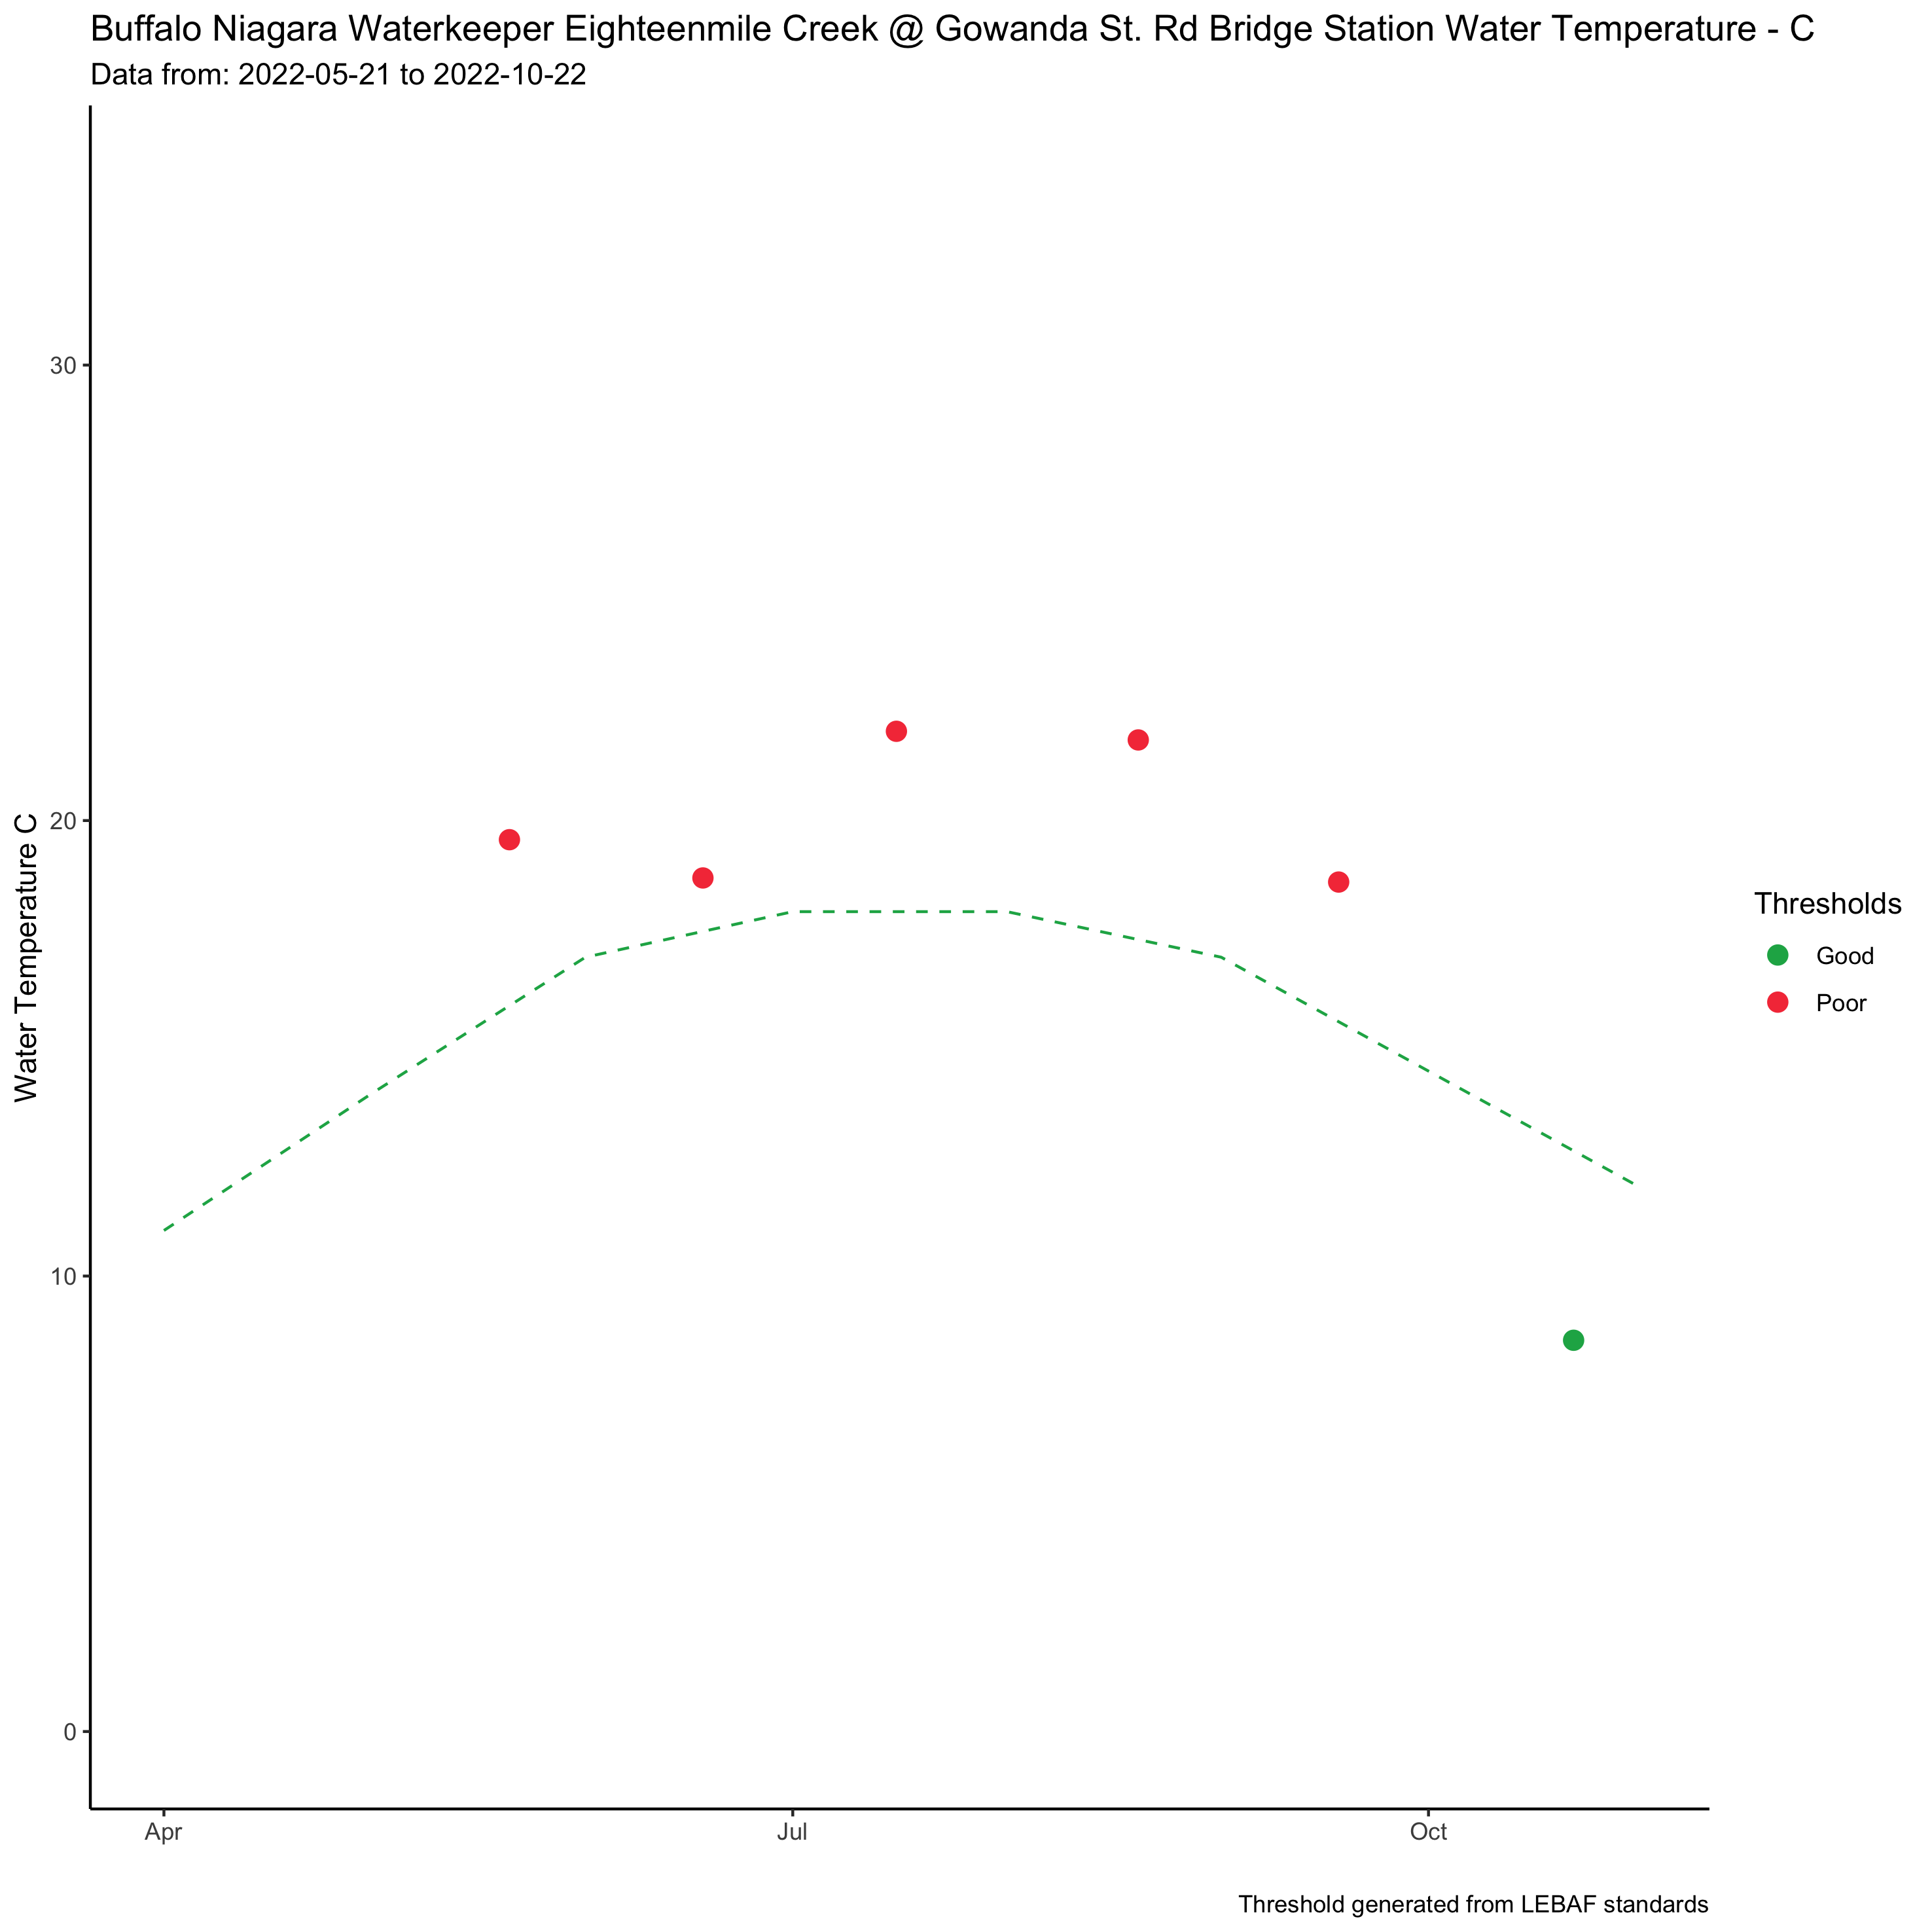 Buffalo Niagara Waterkeeper Eighteenmile Creek @ Gowanda St. Rd Bridge Station Water Temperature - C
Data from: 2022-05-21 to 2022-10-22
30
20
10
0
Water Temperature C
Apr
Jul
Oct
Thresholds
Good
Poor
Threshold generated from LEBAF standards